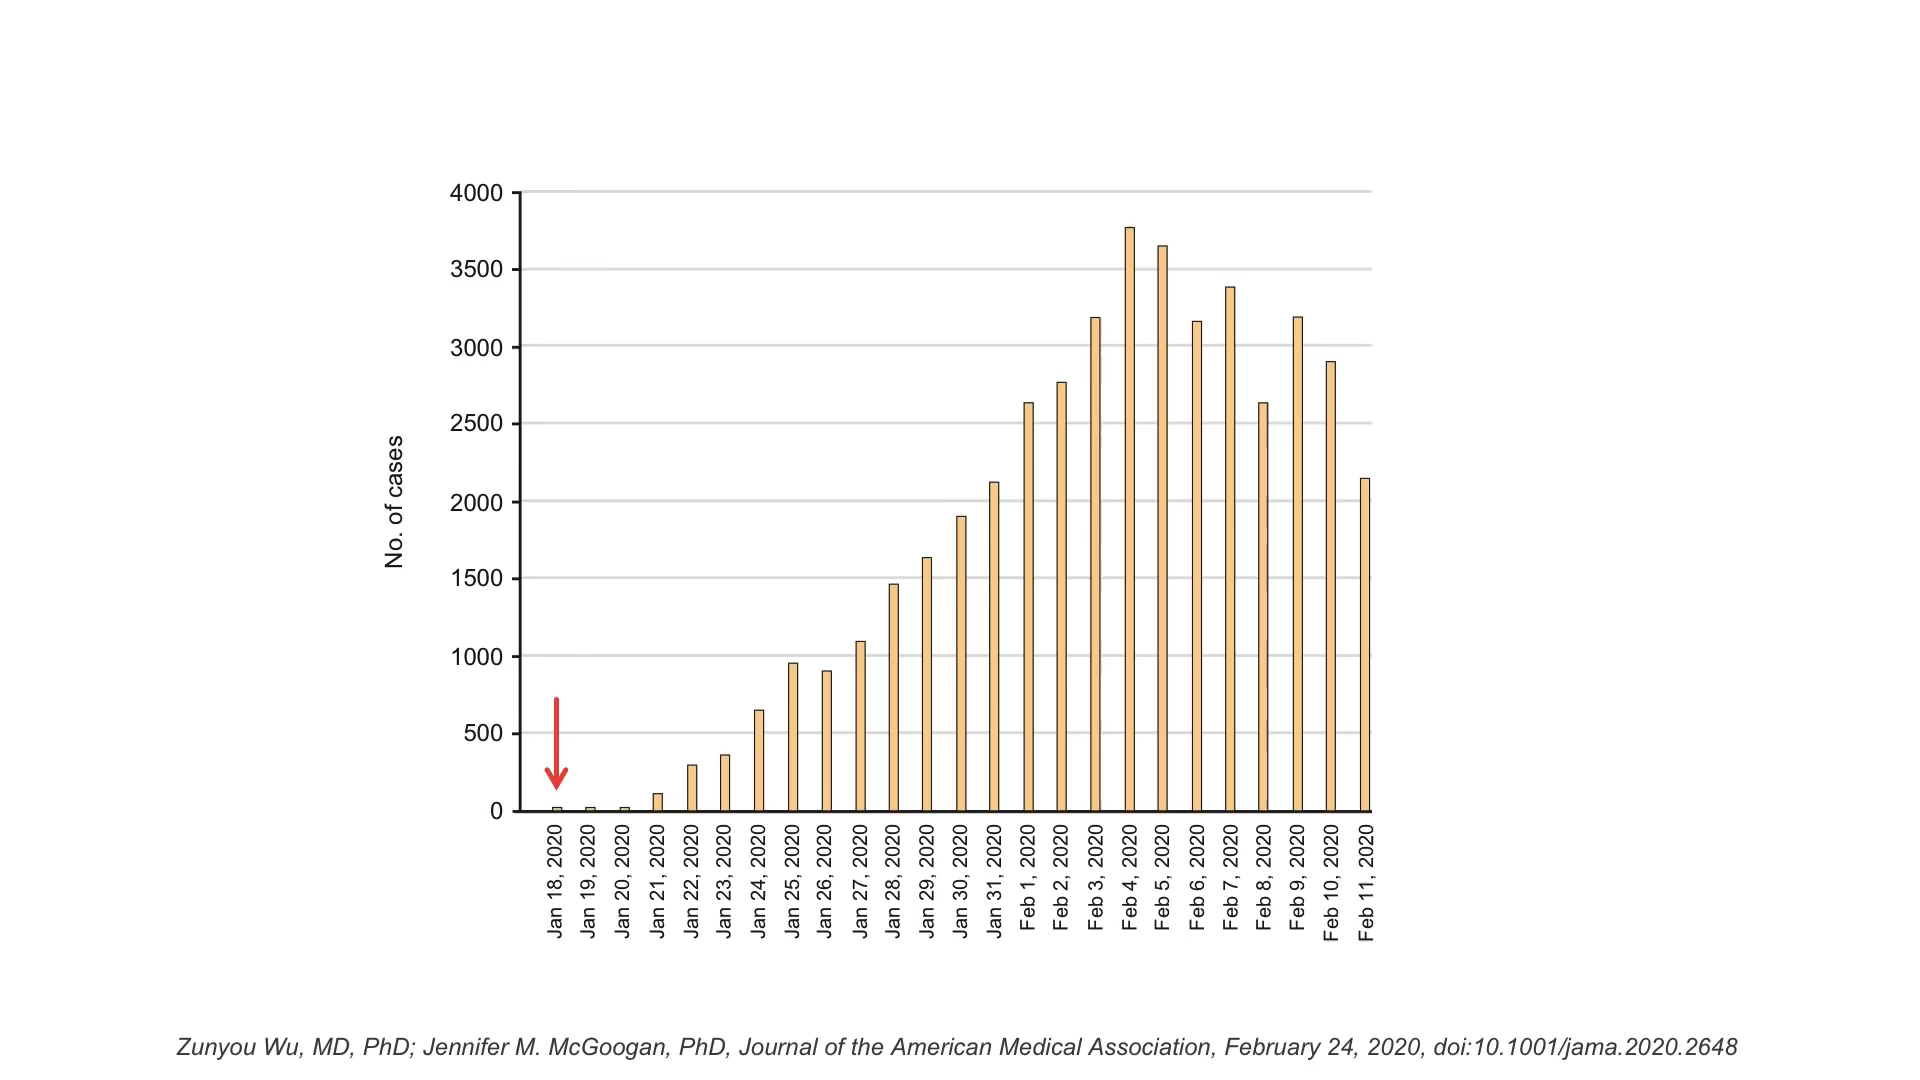 4000
3500
3000
2500
2000
1500
1000
500
0
No. of cases
Jan 18, 2020
Jan 19, 2020
Jan 20, 2020
Jan 21, 2020
Jan 22, 2020
Jan 23, 2020
Jan 24, 2020
Jan 25, 2020
Jan 26, 2020
Jan 27, 2020
Jan 28, 2020
Jan 29, 2020
Jan 30, 2020
Jan 31, 2020
Feb 1, 2020
Feb 2, 2020
Feb 3, 2020
Feb 4, 2020
Feb 5, 2020
Feb 6, 2020
Feb 7, 2020
Feb 8, 2020
Feb 9, 2020
Feb 10, 2020
Feb 11, 2020
Zunyou Wu, MD, PhD; Jennifer M. McGoogan, PhD, Journal of the American Medical Association, February 24, 2020, doi:10.1001/jama.2020.2648